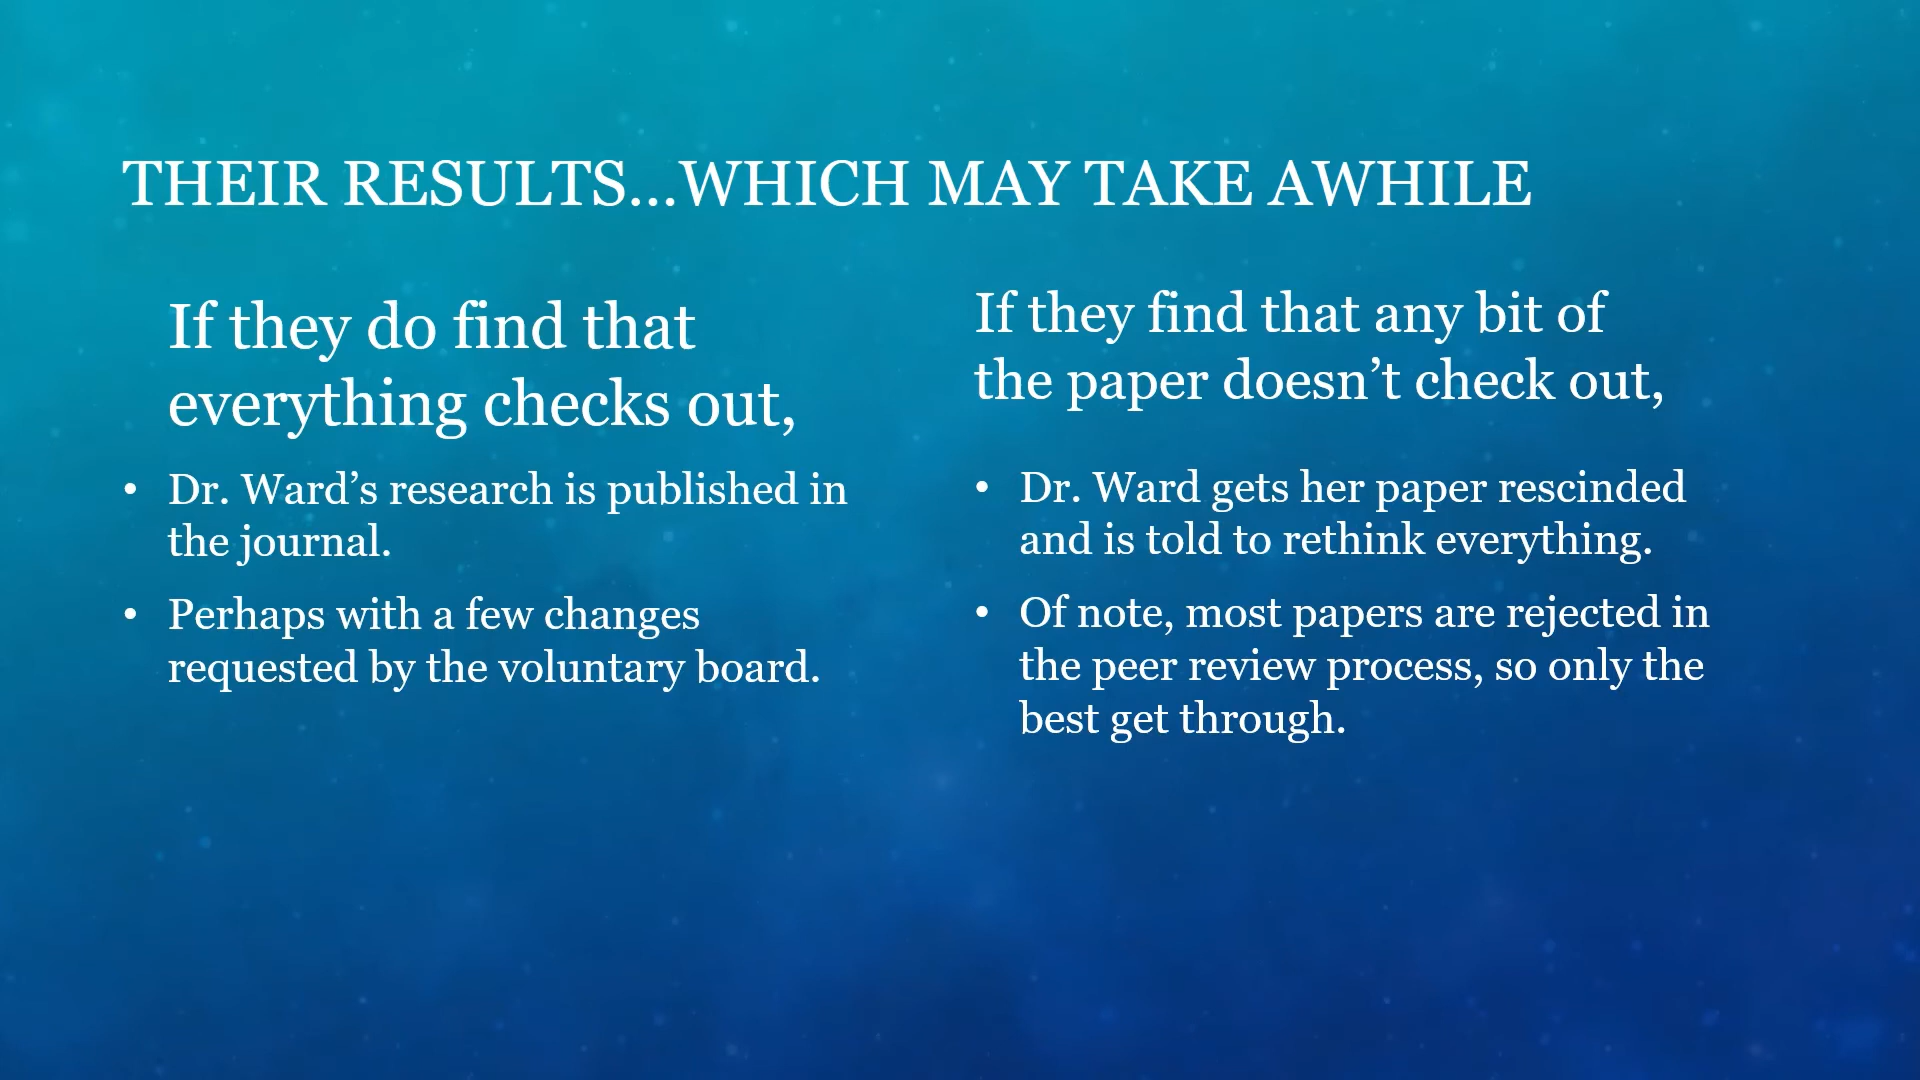 THEIR RESULTS...WHICH MAY TAKE AWHILE
If they do find that
everything checks out,
• Dr. Ward’s research is published in
the journal.
• Perhaps with a few changes
requested by the voluntary board.
If they find that any bit of
the paper doesn’t check out,
• Dr. Ward gets her paper rescinded
and is told to rethink everything.
• Of note, most papers are rejected in
the peer review process, so only the
best get through.